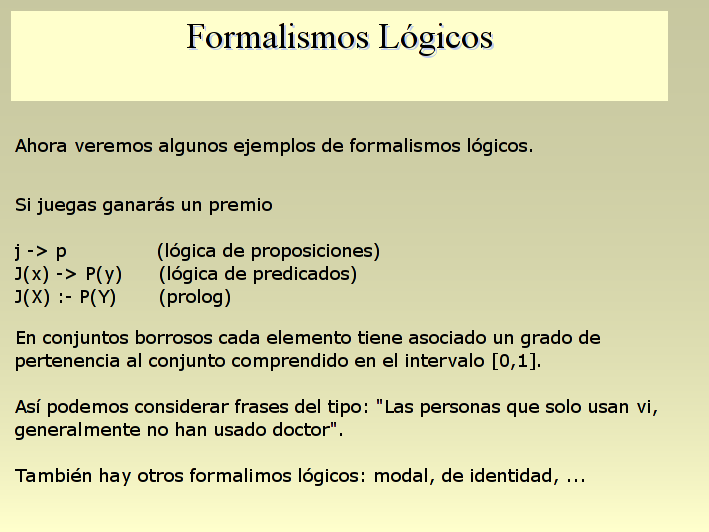 Formalismos Lógicos
Ahora veremos algunos ejemplos de formalismos lógicos.
Si juegas ganarás un premio
j -> p (lógica de proposiciones)
J(x) -> P(y) (lógica de predicados)
J(X) :- P(Y) (prolog)
En conjuntos borrosos cada elemento tiene asociado un grado de
pertenencia al conjunto comprendido en el intervalo [0,1].
Así podemos considerar frases del tipo: "Las personas que solo usan vi,
generalmente no han usado doctor".
También hay otros formalimos lógicos: modal, de identidad, ...